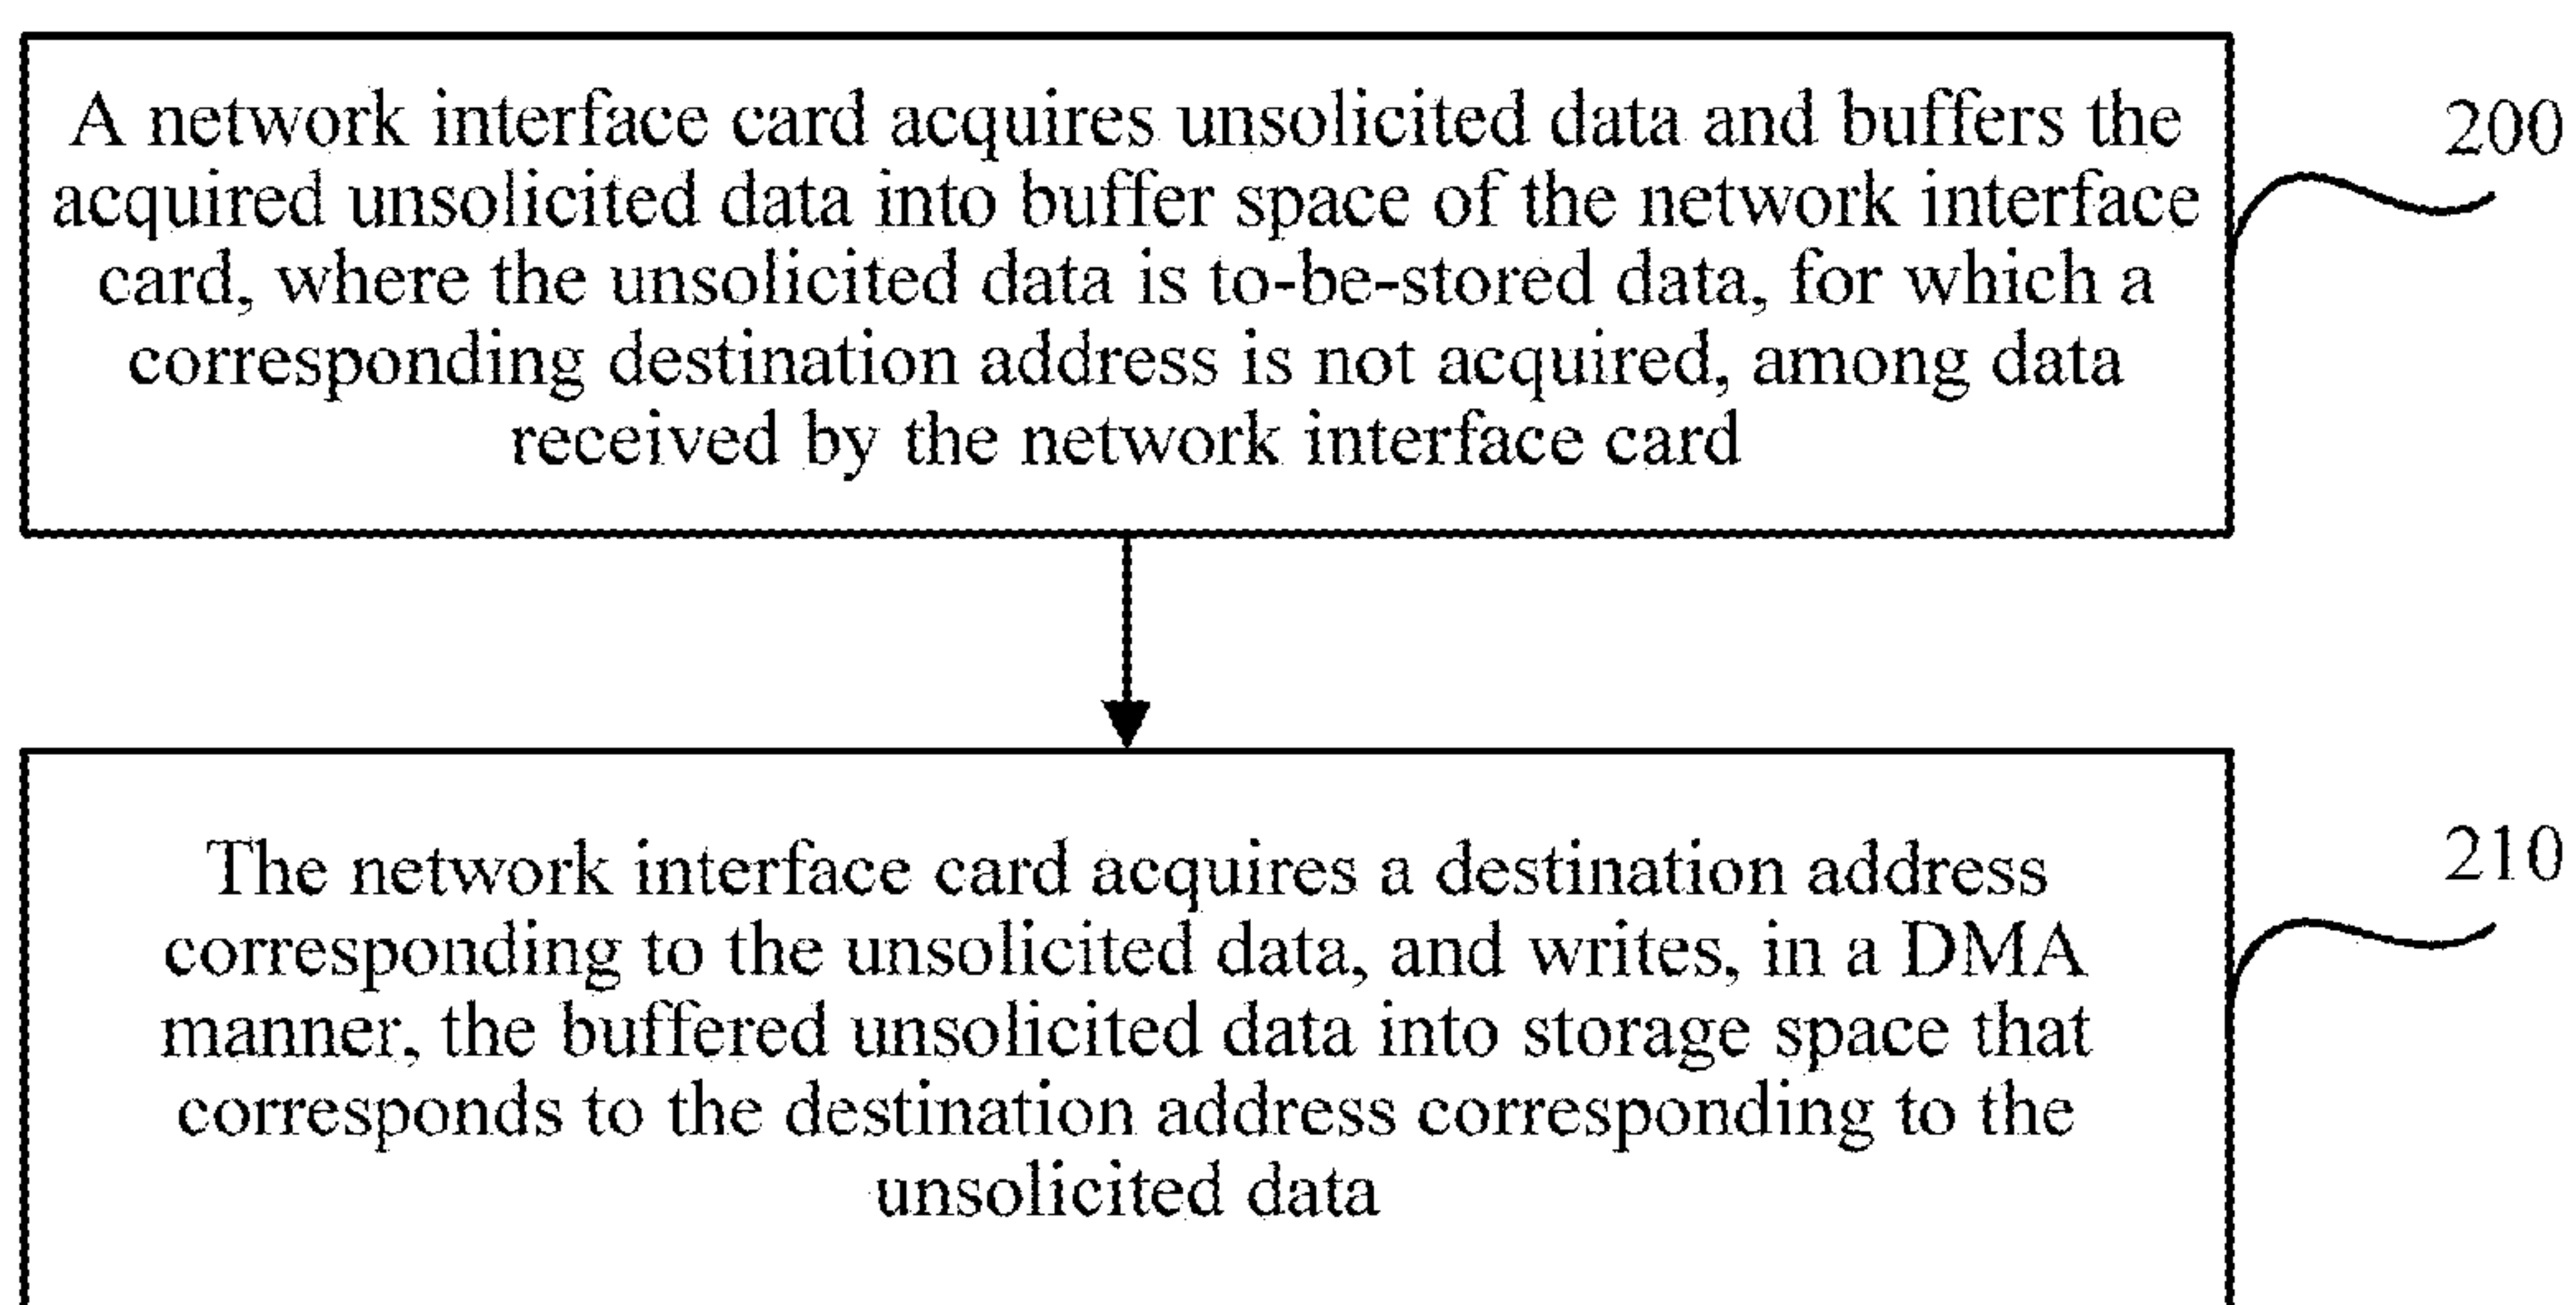 A network interface card acquires unsolicited data and buffers the
acquired unsolicited data into buffer space of the network interface
card, where the unsolicited data is to-be-stored data, for which a
corresponding destination address is not acquired, among data
received by the network interface card
200
The network interface card acquires a destination address
corresponding to the unsolicited data, and writes, in a DMA
manner, the buffered unsolicited data into storage space that
corresponds to the destination address corresponding to the
unsolicited data
210